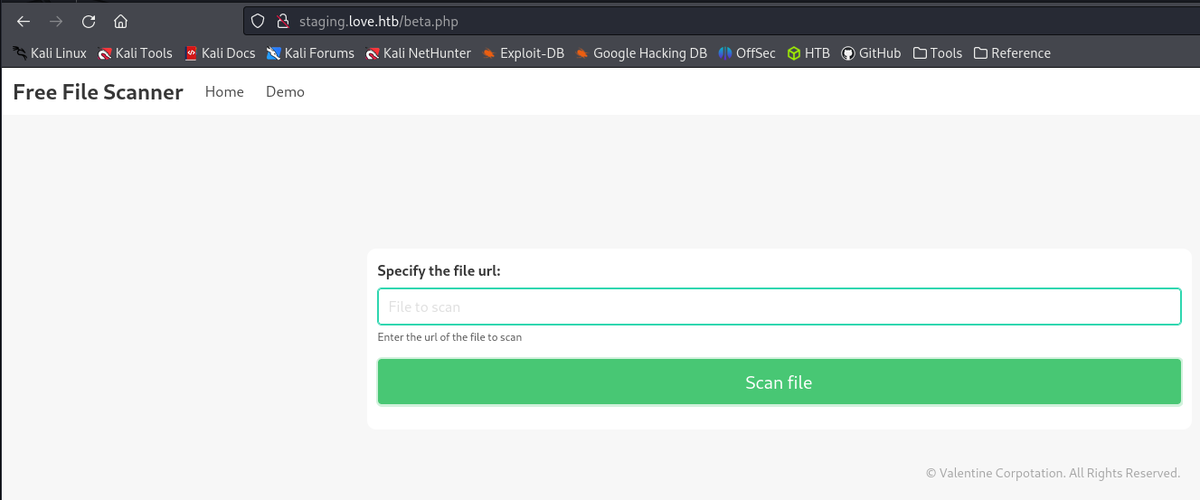 staging.love.htb/beta.php
Kali Linux Kali Tools Kali Docs Kali Forums Kali NetHunter Exploit-DB Google Hacking DB OffSec HTB GitHub Tools Reference
Free File Scanner Home Demo
Specify the file url:
File to scan
Enter the url of the file to scan
Scan file
© Valentine Corpotation. All Rights Reserved.